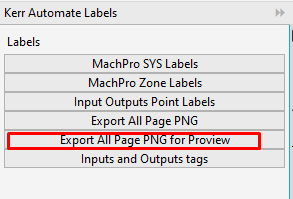 Kerr Automate Labels
Labels
MachPro SYS Labels
MachPro Zone Labels
Input Outputs Point Labels
Export All Page PNG
Export All Page PNG for Proview
Inputs and Outputs tags